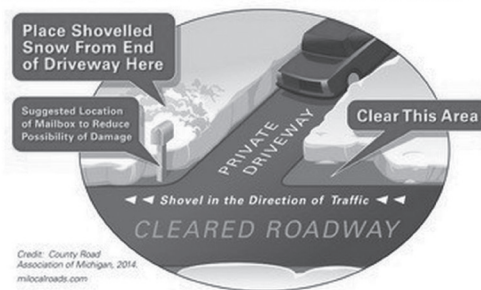 Place Shovelled
Snow From End
of Driveway Here
Suggested Location
of Mailbox to Reduce
Possibility of Damage
Clear This Area
PRIVATE
DRIVEWAY
Shovel in the Direction of Traffic
CLEARED ROADWAY
Credit: County Road
Association of Michigan, 2014.
milocalroads.com